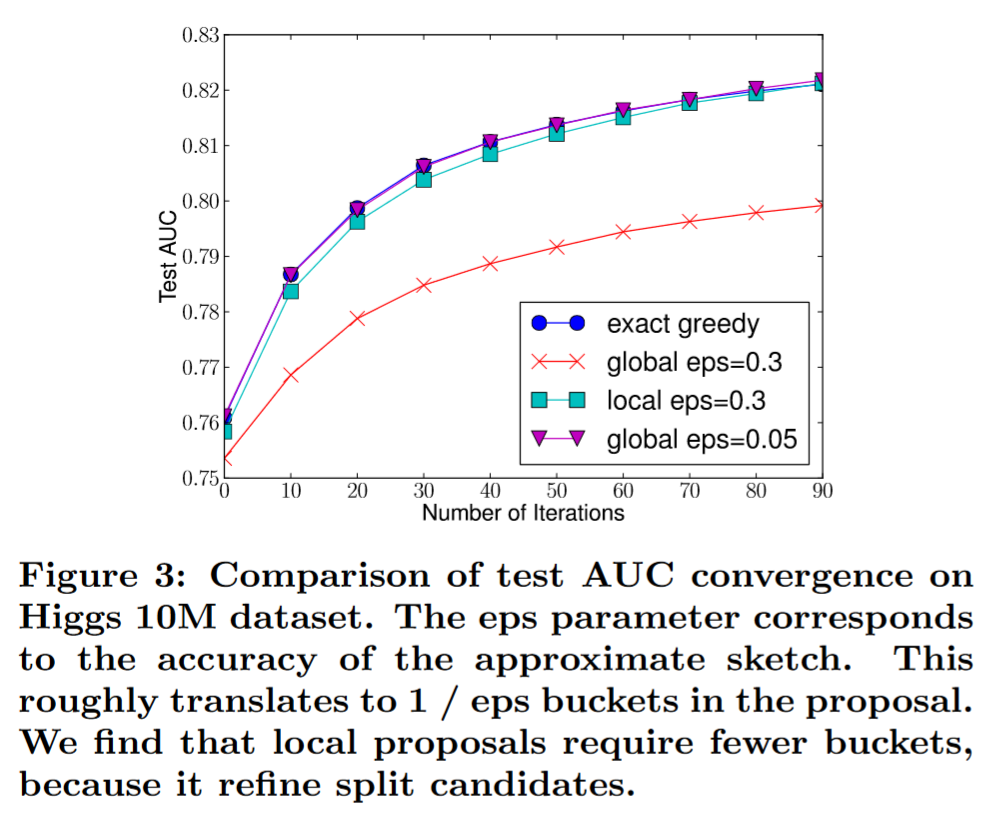 0.83
0.82
0.81
0.80
0.79
0.78
0.77
0.76
0.75
Test AUC
exact greedy
global eps=0.3
local eps=0.3
global eps=0.05
0 10 20 30 40 50 60 70 80 90
Number of Iterations
Figure 3: Comparison of test AUC convergence on
Higgs 10M dataset. The eps parameter corresponds
to the accuracy of the approximate sketch. This
roughly translates to 1 / eps buckets in the proposal.
We find that local proposals require fewer buckets,
because it refine split candidates.